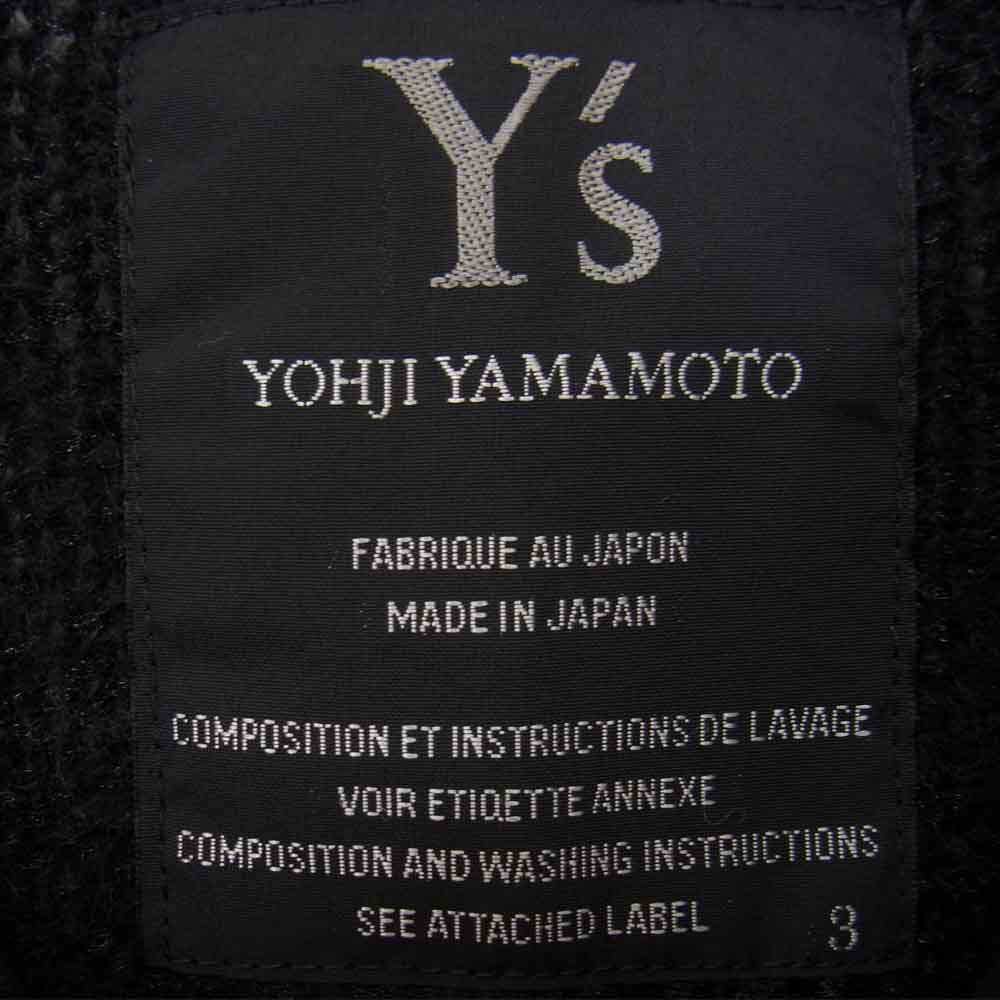 Y's
YOHJI YAMAMOTO
FABRIQUE AU JAPON
MADE IN JAPAN
COMPOSITION ET INSTRUCTIONS DE LAVAGE
VOIR ETIQETTE ANNEXE
COMPOSITION AND WASHING INSTRUCTIONS
SEE ATTACHED LABEL 3